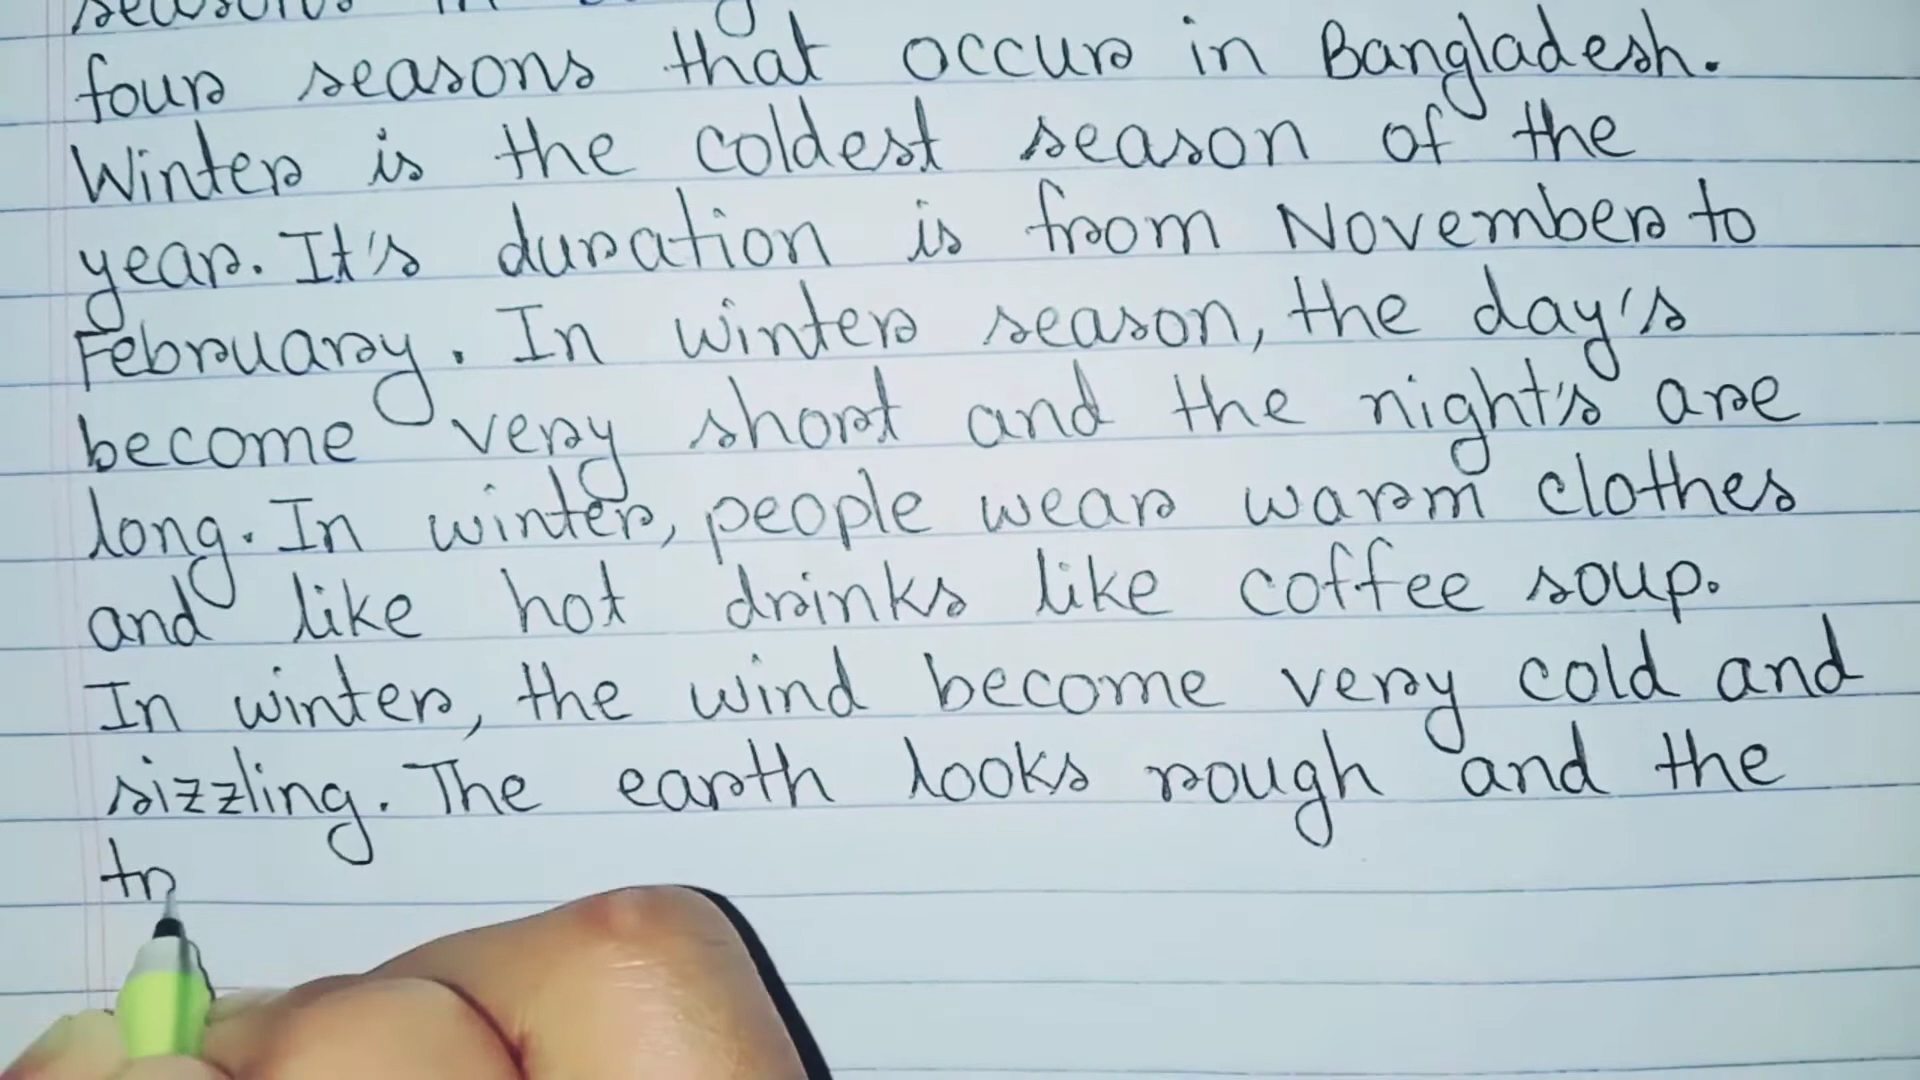 seasons in
four seasons that occur in Bangladesh.
Winter is the coldest season of the
year. It's duration is from November to
February. In winter season, the day's
become very short and the night's are
long. In winter, people wear warm clothes
and like hot drinks like coffee soup.
In winter, the wind become very cold and
sizzling. The earth looks rough and the
tr